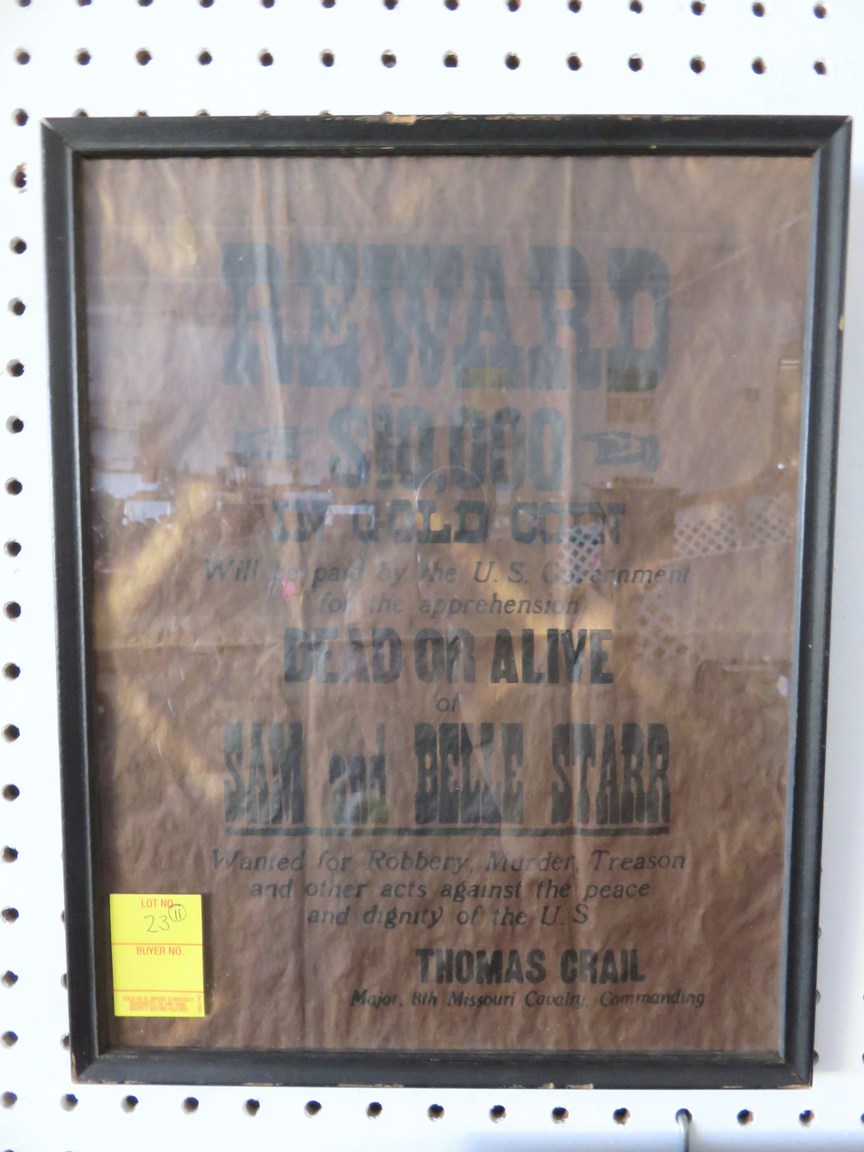 REWARD
$10,000
IN GOLD COIN
Will be paid by the U. S. Government
for the apprehension
DEAD OR ALIVE
of
SAM and BELLE STARR
Wanted for Robbery, Murder, Treason
and other acts against the peace
and dignity of the U. S
THOMAS CRAIL
Major, 8th Missouri Cavalry, Commanding
LOT NO.
23 11
BUYER NO.